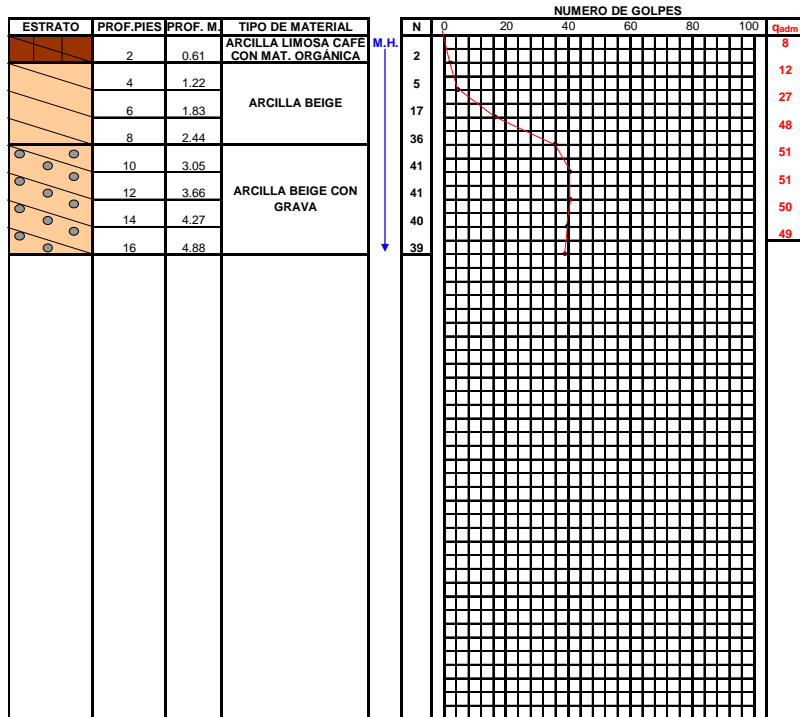 NUMERO DE GOLPES
ESTRATO PROF.PIES PROF. M. TIPO DE MATERIAL N 0 20 40 60 80 100 qadm
ARCILLA LIMOSA CAFÉ
CON MAT. ORGÁNICA
M.H.
2 0.61 2 8
4 1.22 5 12
ARCILLA BEIGE
6 1.83 17 27
8 2.44 36 48
10 3.05 41 51
ARCILLA BEIGE CON
GRAVA
12 3.66 41 51
14 4.27 40 50
16 4.88 39 49